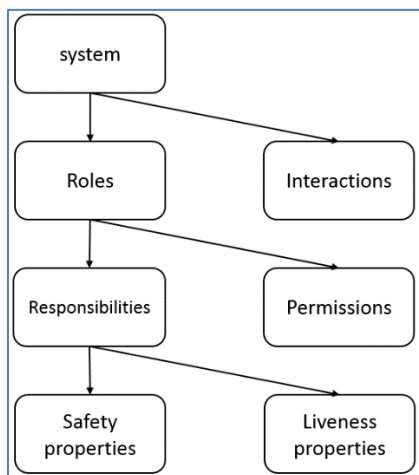 system
Roles
Interactions
Responsibilities
Permissions
Safety
properties
Liveness
properties